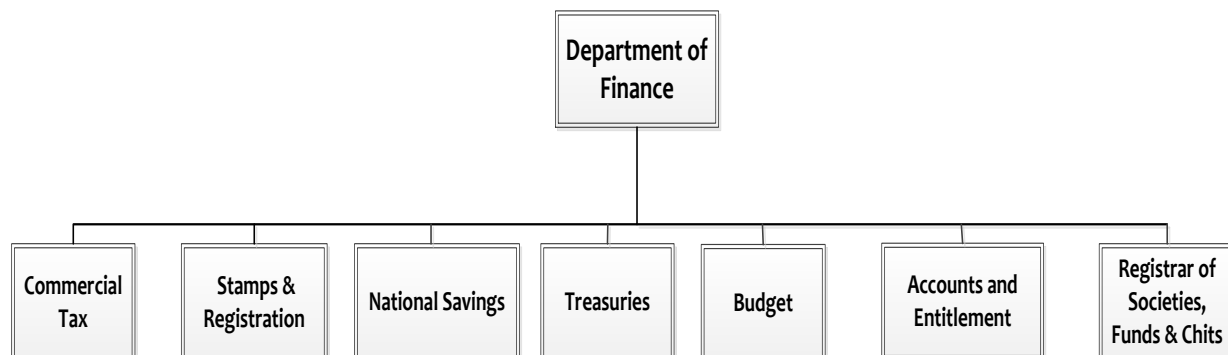 Department of
Finance
Commercial
Tax
Stamps &
Registration
National Savings
Treasuries
Budget
Accounts and
Entitlement
Registrar of
Societies,
Funds & Chits